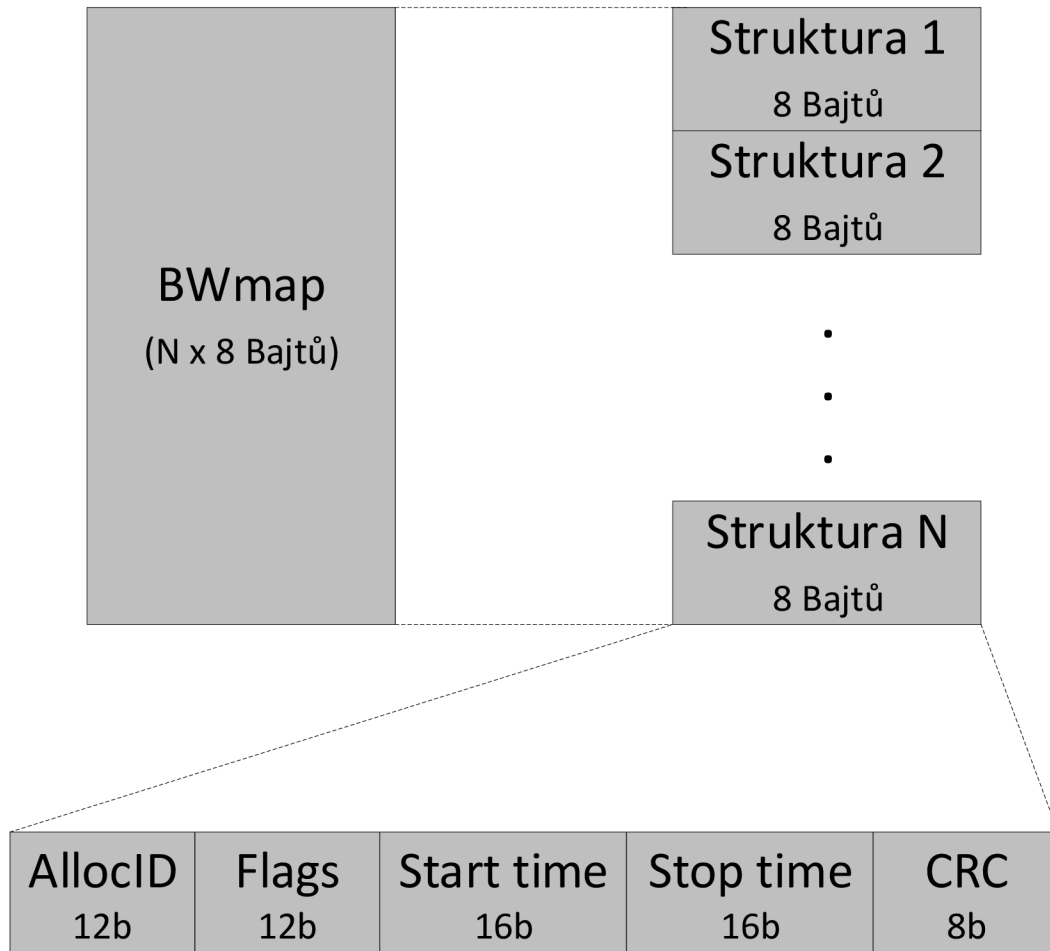 BWmap
(N x 8 Bajtů)
Struktura 1
8 Bajtů
Struktura 2
8 Bajtů
.
.
.
Struktura N
8 Bajtů
AllocID
12b
Flags
12b
Start time
16b
Stop time
16b
CRC
8b